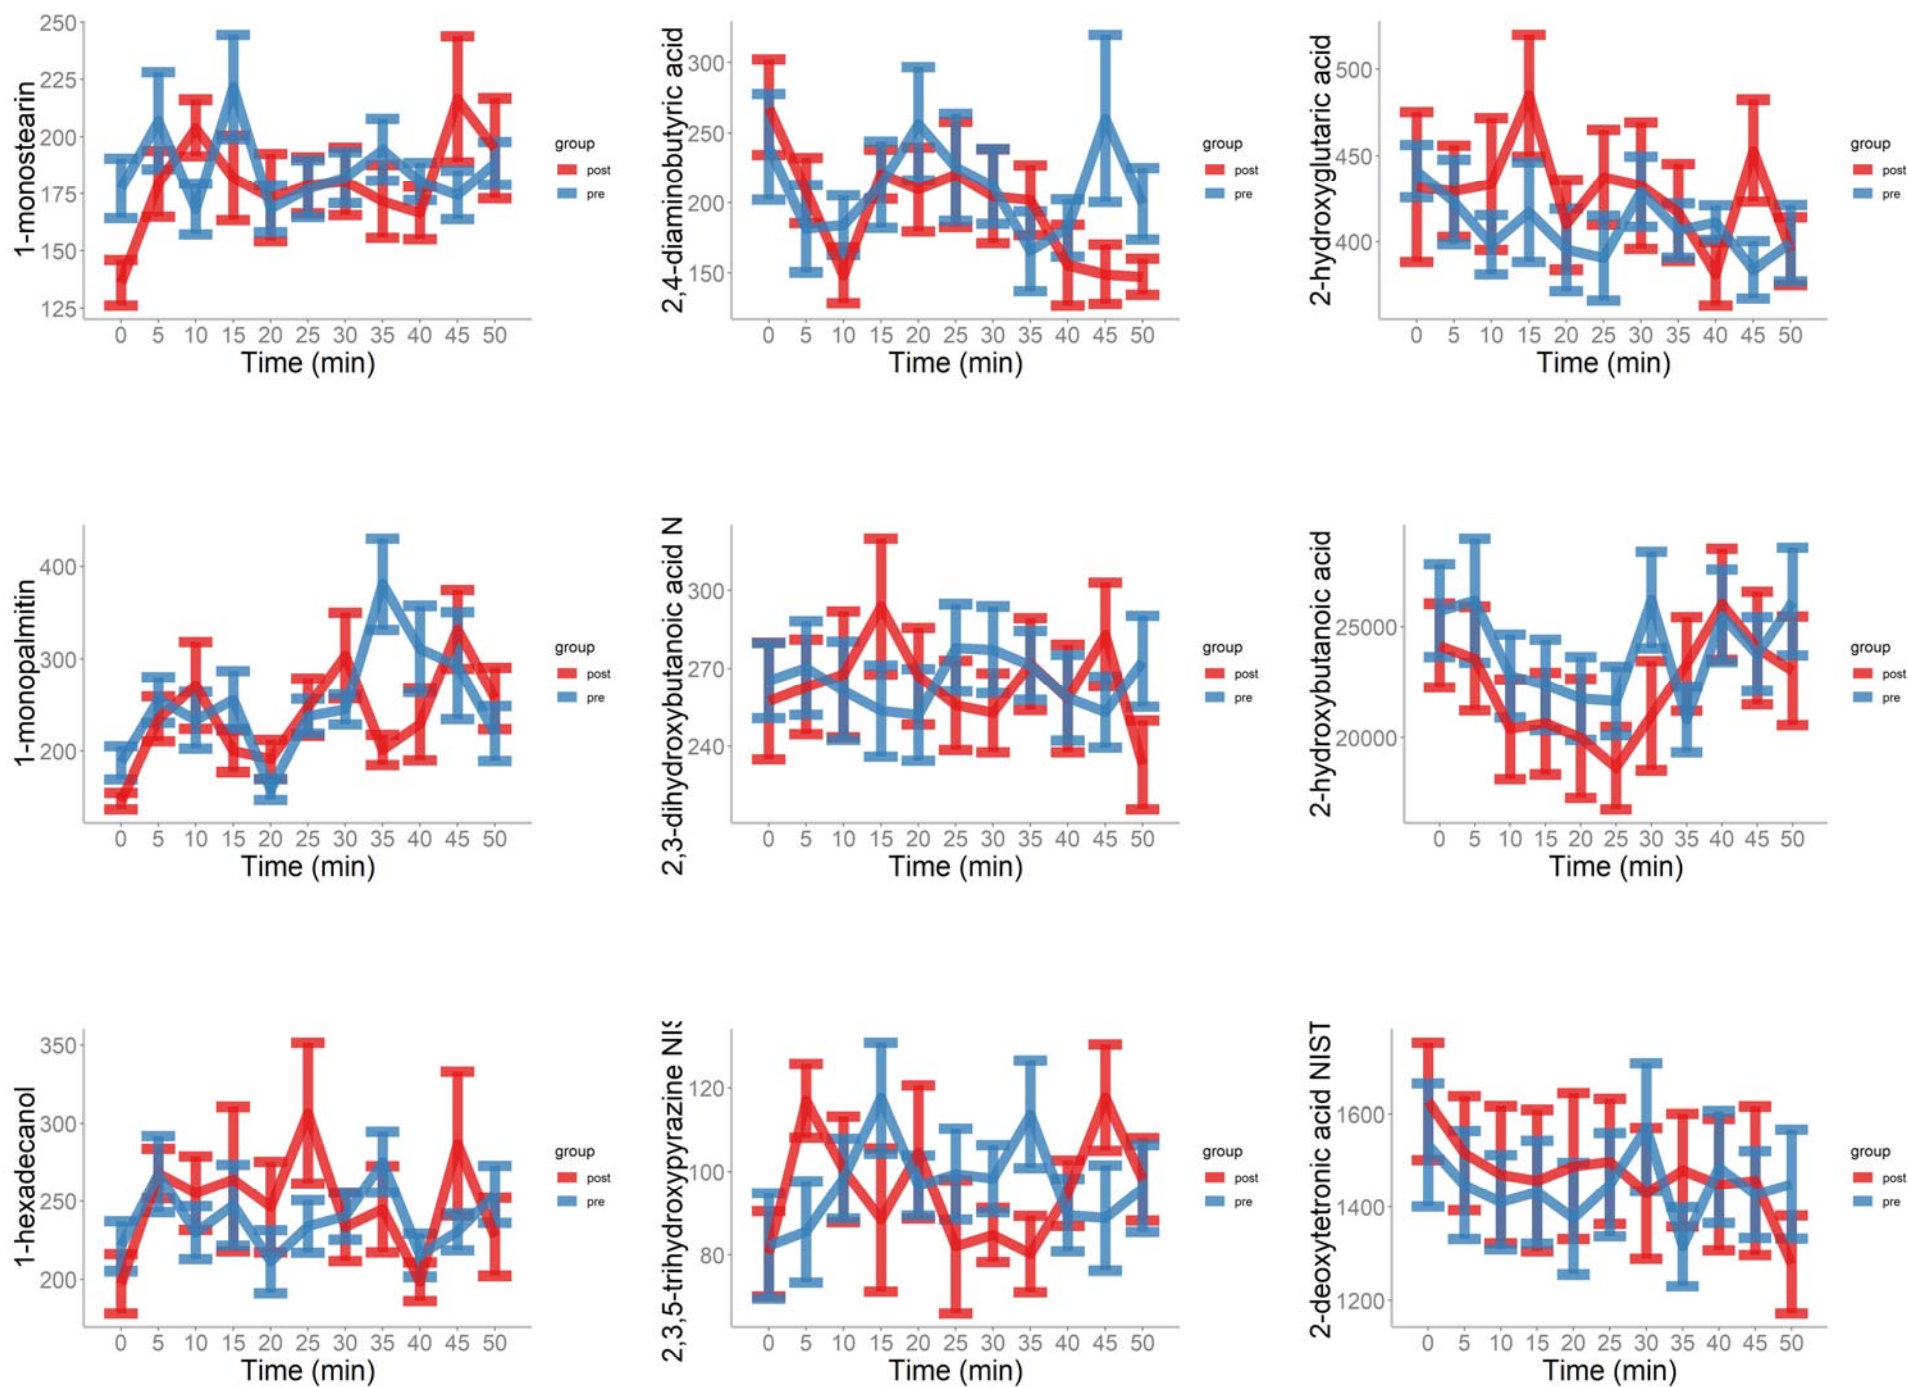 1-monostearin
250
225
200
175
150
125
0 5 10 15 20 25 30 35 40 45 50
Time (min)
group
post
pre
2,4-diaminobutyric acid
300
250
200
150
0 5 10 15 20 25 30 35 40 45 50
Time (min)
group
post
pre
2-hydroxyglutaric acid
500
450
400
0 5 10 15 20 25 30 35 40 45 50
Time (min)
group
post
pre
1-monopalmitin
400
300
200
0 5 10 15 20 25 30 35 40 45 50
Time (min)
group
post
pre
2,3-dihydroxybutanoic acid N
300
270
240
0 5 10 15 20 25 30 35 40 45 50
Time (min)
group
post
pre
2-hydroxybutanoic acid
25000
20000
0 5 10 15 20 25 30 35 40 45 50
Time (min)
group
post
pre
1-hexadecanol
350
300
250
200
0 5 10 15 20 25 30 35 40 45 50
Time (min)
group
post
pre
2,3,5-trihydroxypyrazine NIS
120
100
80
0 5 10 15 20 25 30 35 40 45 50
Time (min)
group
post
pre
2-deoxytetronic acid NIST
1600
1400
1200
0 5 10 15 20 25 30 35 40 45 50
Time (min)
group
post
pre